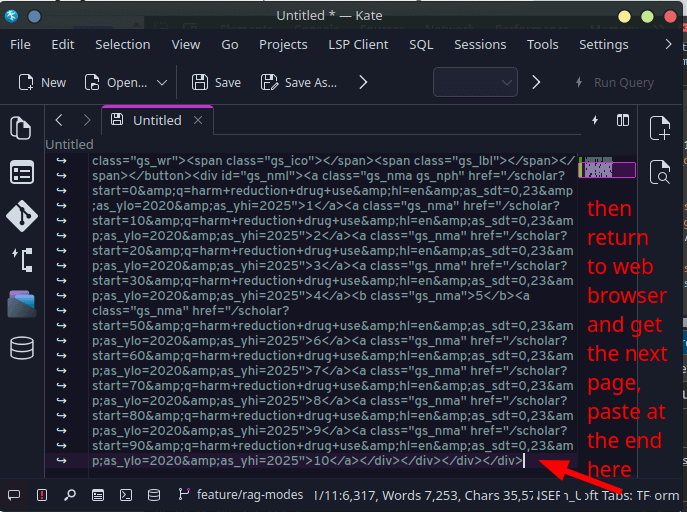 Untitled * — Kate
File Edit Selection View Go Projects LSP Client SQL Sessions Tools Settings
New Open... Save Save As... Run Query
Untitled
Untitled
class="gs_wr"><span class="gs_ico"></span><span class="gs_lbl"></span></
span></button><div id="gs_nml"><a class="gs_nma gs_nph" href="/scholar?
start=0&amp;q=harm+reduction+drug+use&amp;hl=en&amp;as_sdt=0,23&amp
;as_ylo=2020&amp;as_yhi=2025">1</a><a class="gs_nma" href="/scholar?
start=10&amp;q=harm+reduction+drug+use&amp;hl=en&amp;as_sdt=0,23&am
p;as_ylo=2020&amp;as_yhi=2025">2</a><a class="gs_nma" href="/scholar?
start=20&amp;q=harm+reduction+drug+use&amp;hl=en&amp;as_sdt=0,23&am
p;as_ylo=2020&amp;as_yhi=2025">3</a><a class="gs_nma" href="/scholar?
start=30&amp;q=harm+reduction+drug+use&amp;hl=en&amp;as_sdt=0,23&am
p;as_ylo=2020&amp;as_yhi=2025">4</a><b class="gs_nma">5</b><a
class="gs_nma" href="/scholar?
start=50&amp;q=harm+reduction+drug+use&amp;hl=en&amp;as_sdt=0,23&am
p;as_ylo=2020&amp;as_yhi=2025">6</a><a class="gs_nma" href="/scholar?
start=60&amp;q=harm+reduction+drug+use&amp;hl=en&amp;as_sdt=0,23&am
p;as_ylo=2020&amp;as_yhi=2025">7</a><a class="gs_nma" href="/scholar?
start=70&amp;q=harm+reduction+drug+use&amp;hl=en&amp;as_sdt=0,23&am
p;as_ylo=2020&amp;as_yhi=2025">8</a><a class="gs_nma" href="/scholar?
start=80&amp;q=harm+reduction+drug+use&amp;hl=en&amp;as_sdt=0,23&am
p;as_ylo=2020&amp;as_yhi=2025">9</a><a class="gs_nma" href="/scholar?
start=90&amp;q=harm+reduction+drug+use&amp;hl=en&amp;as_sdt=0,23&am
p;as_ylo=2020&amp;as_yhi=2025">10</a></div></div></div></div>
then
return
to web
browser
and get
the next
page,
paste at
the end
here
feature/rag-modes /11:6,317, Words 7,253, Chars 35,57 Tabs: